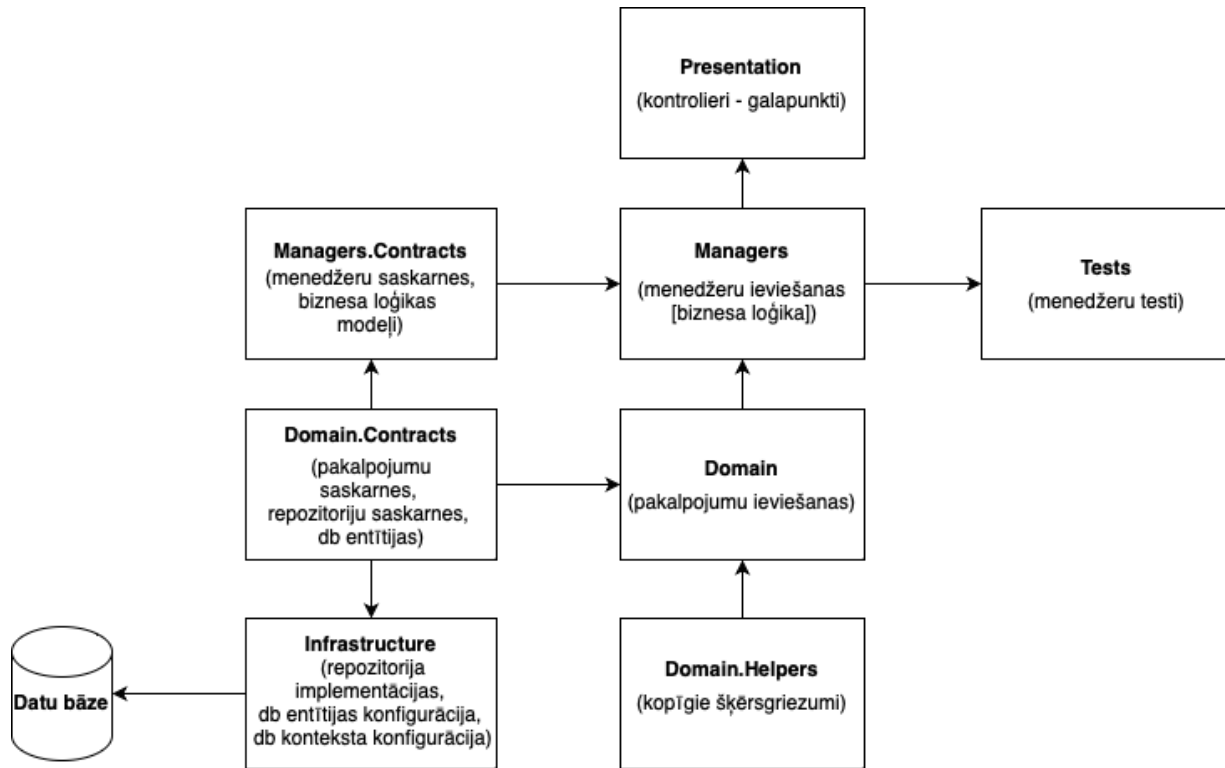 Presentation
(kontrolieri - galapunkti)
Managers.Contracts
(menedžeru saskarnes,
biznesa loģikas
modeļi)
Managers
(menedžeru ieviešanas
[biznesa loģika])
Tests
(menedžeru testi)
Domain.Contracts
(pakalpojumu
saskarnes,
repozitoriju saskarnes,
db entītijas)
Domain
(pakalpojumu ieviešanas)
Datu bāze
Infrastructure
(repozitorija
implementācijas,
db entītijas konfigurācija,
db konteksta konfigurācija)
Domain.Helpers
(kopīgie šķērsgriezumi)